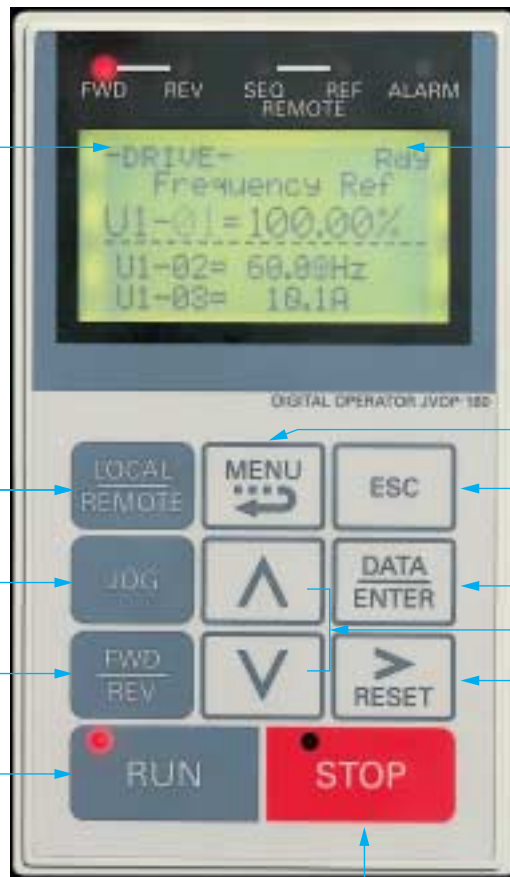 FWD REV SEQ REF ALARM
REMOTE
-DRIVE- Rdy
Frequency Ref
U1-01=100.00%
U1-02= 60.00Hz
U1-03= 10.1A
DIGITAL OPERATOR JVOP-160
LOCAL
REMOTE
MENU
ESC
JOG
DATA
ENTER
FWD
REV
>
RESET
RUN
STOP